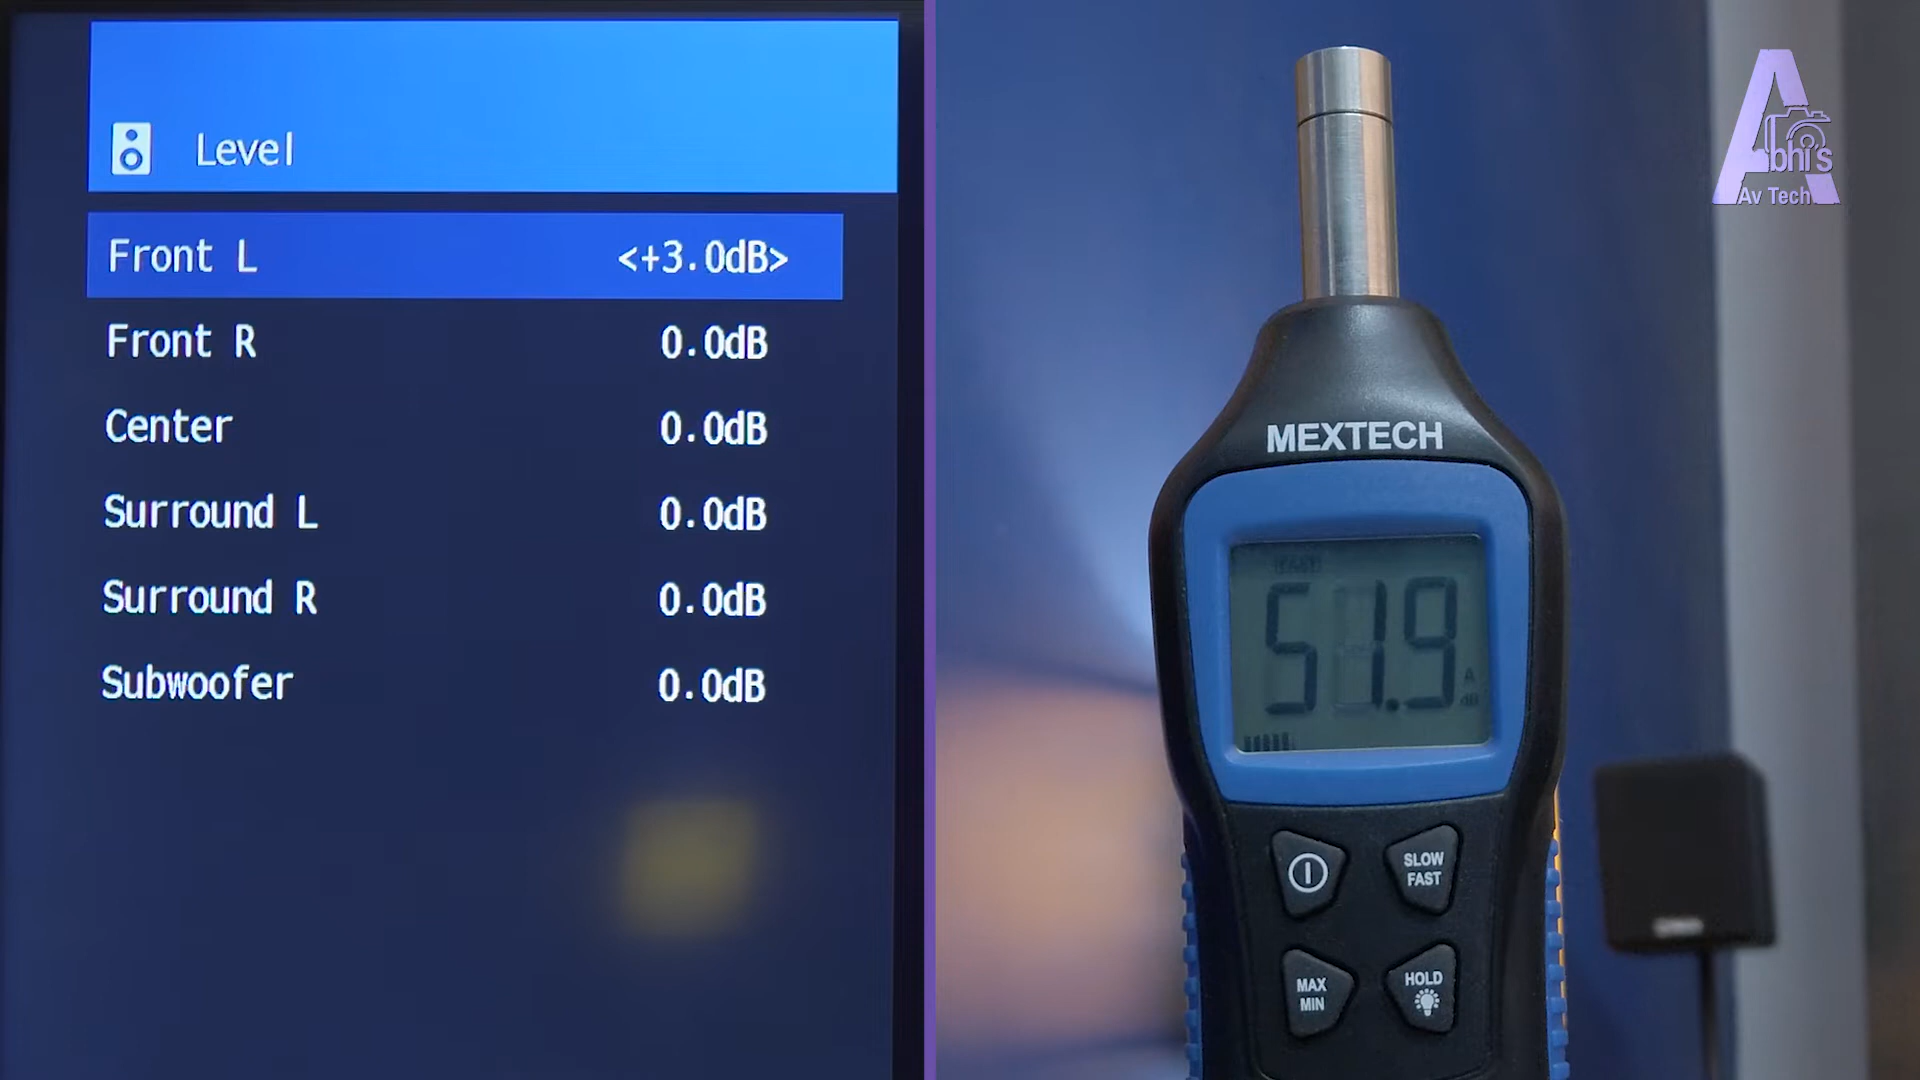 Level
Front L <+3.0dB>
Front R 0.0dB
Center 0.0dB
Surround L 0.0dB
Surround R 0.0dB
Subwoofer 0.0dB
MEXTECH
51.9
A
dB
SLOW
FAST
MAX
MIN
HOLD
Abhi's
Av Tech